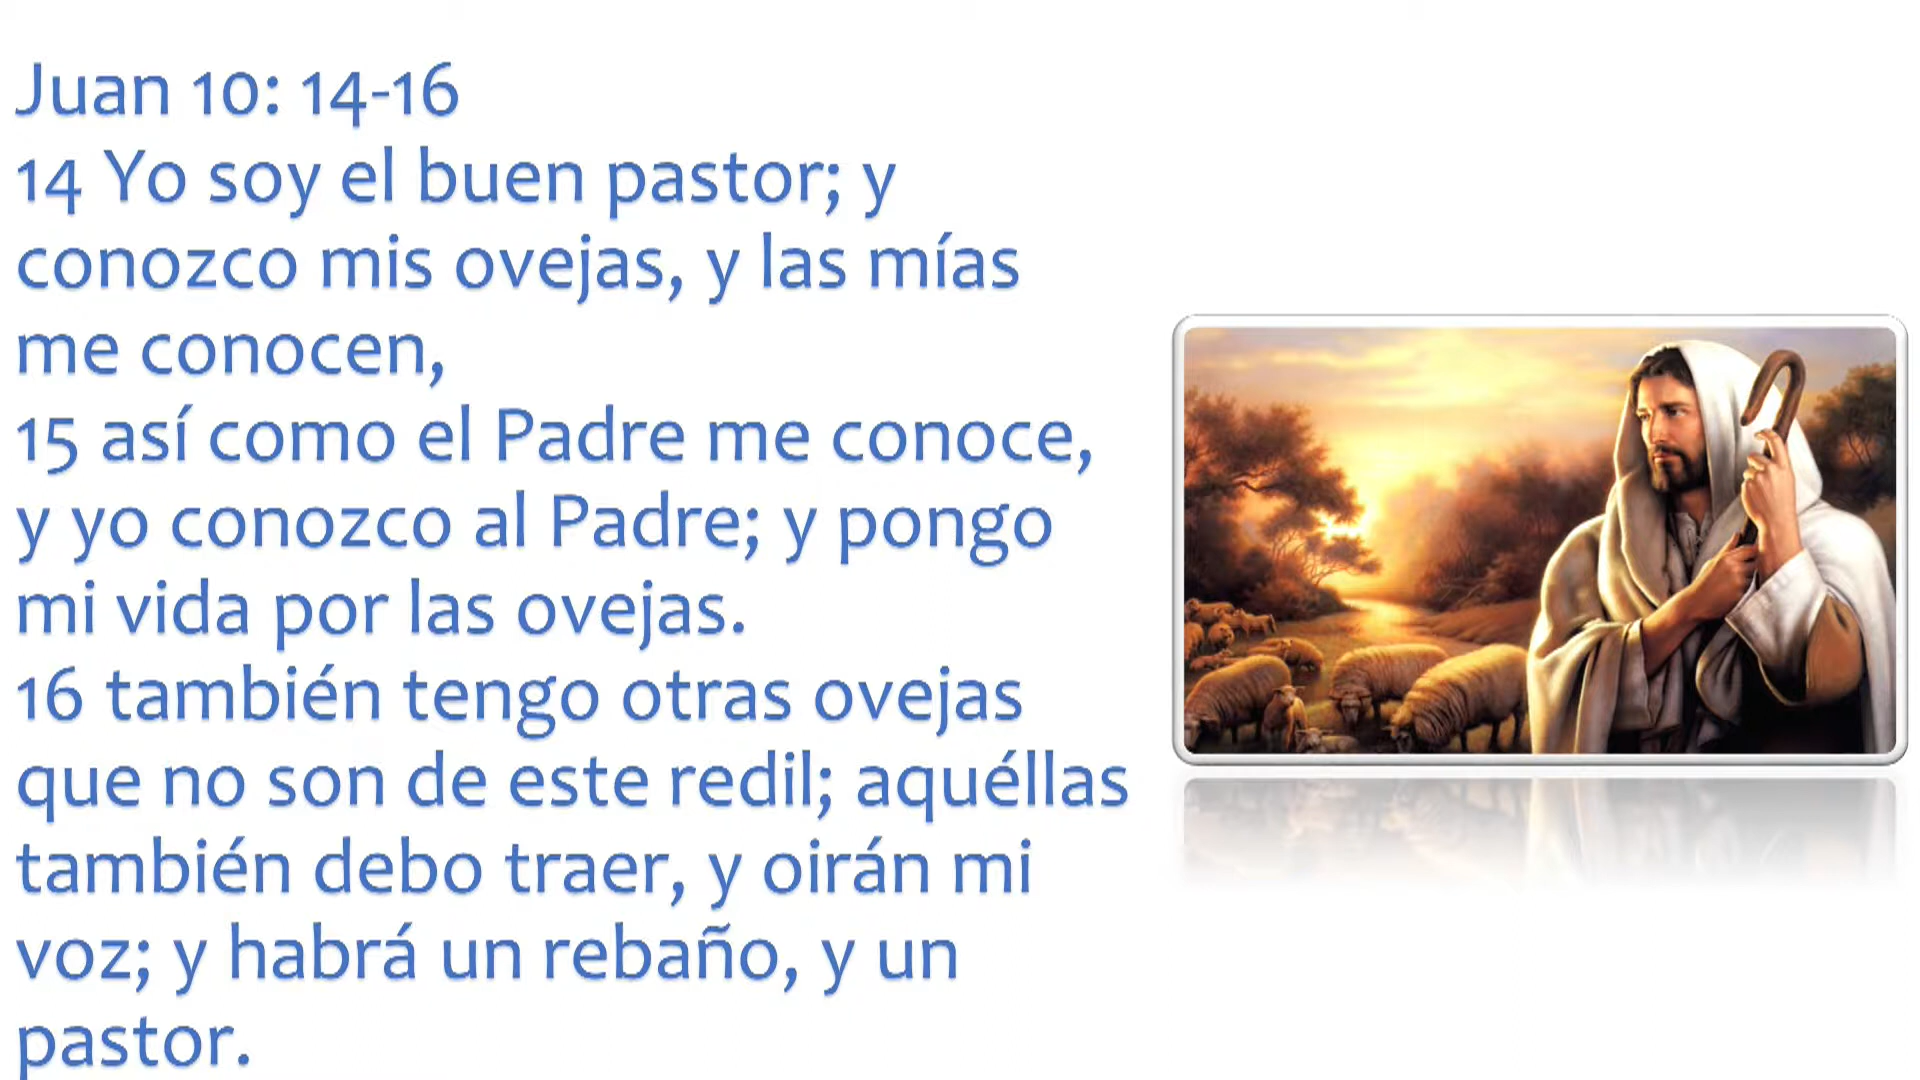 Juan 10: 14-16
14 Yo soy el buen pastor; y
conozco mis ovejas, y las mías
me conocen,
15 así como el Padre me conoce,
y yo conozco al Padre; y pongo
mi vida por las ovejas.
16 también tengo otras ovejas
que no son de este redil; aquéllas
también debo traer, y oirán mi
voz; y habrá un rebaño, y un
pastor.